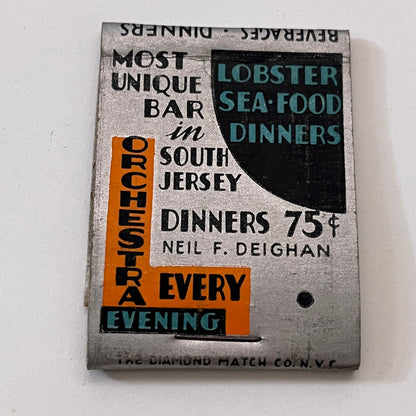 BEVERAGES · DINNERS
MOST
UNIQUE
BAR
in
SOUTH
JERSEY
LOBSTER
SEA·FOOD
DINNERS
DINNERS 75¢
NEIL F. DEIGHAN
ORCHESTRA
EVERY
EVENING
THE DIAMOND MATCH CO. N.Y.C.